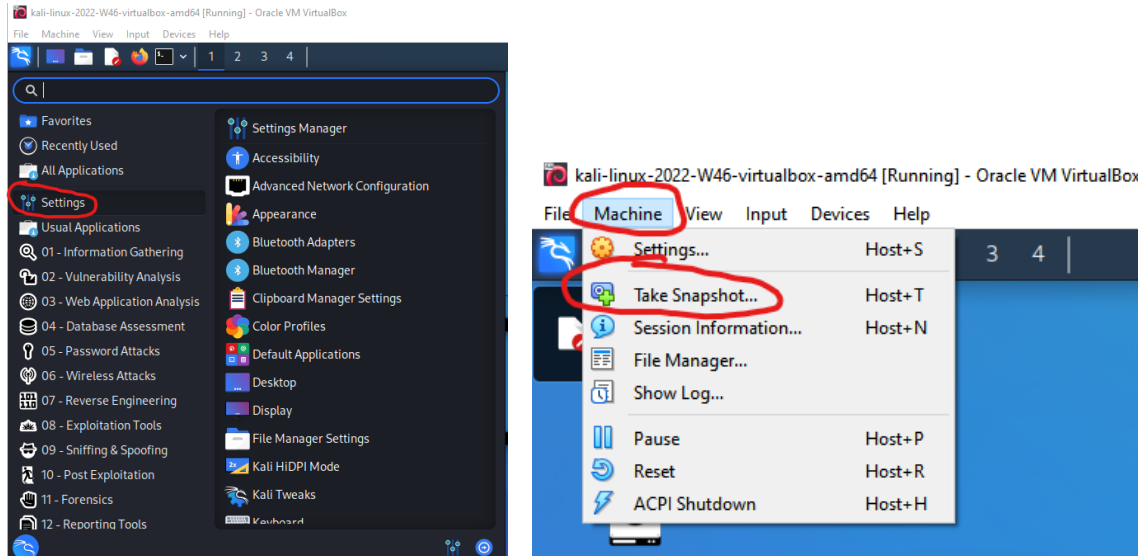 kali-linux-2022-W46-virtualbox-amd64 [Running] - Oracle VM VirtualBox
File Machine View Input Devices Help
1 2 3 4
Favorites
Recently Used
All Applications
Settings
Usual Applications
01 - Information Gathering
02 - Vulnerability Analysis
03 - Web Application Analysis
04 - Database Assessment
05 - Password Attacks
06 - Wireless Attacks
07 - Reverse Engineering
08 - Exploitation Tools
09 - Sniffing & Spoofing
10 - Post Exploitation
11 - Forensics
12 - Reporting Tools
Settings Manager
Accessibility
Advanced Network Configuration
Appearance
Bluetooth Adapters
Bluetooth Manager
Clipboard Manager Settings
Color Profiles
Default Applications
Desktop
Display
File Manager Settings
Kali HiDPI Mode
Kali Tweaks
Keyboard
kali-linux-2022-W46-virtualbox-amd64 [Running] - Oracle VM VirtualBox
File Machine View Input Devices Help
3 4
Settings... Host+S
Take Snapshot... Host+T
Session Information... Host+N
File Manager...
Show Log...
Pause Host+P
Reset Host+R
ACPI Shutdown Host+H